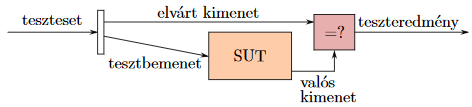 teszteset
elvárt kimenet
tesztbemenet
SUT
=?
valós
kimenet
teszteredmény